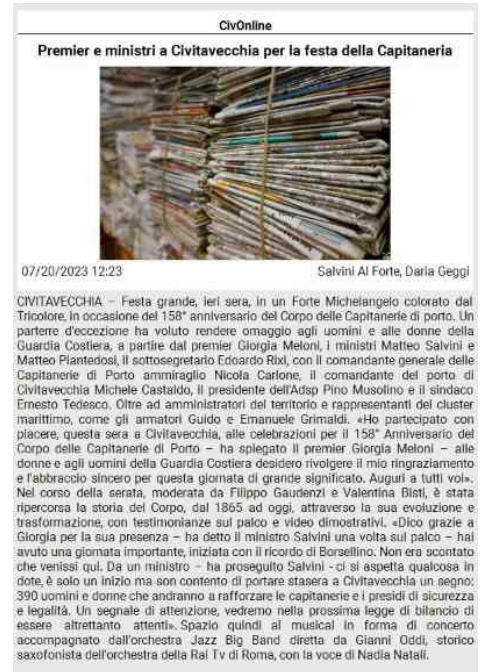 CivOnline
Premier e ministri a Civitavecchia per la festa della Capitaneria
07/20/2023 12:23
Salvini Al Forte, Daria Geggi
CIVITAVECCHIA – Festa grande, ieri sera, in un Forte Michelangelo colorato dal
Tricolore, in occasione del 158° anniversario del Corpo delle Capitanerie di porto. Un
parterre d'eccezione ha voluto rendere omaggio agli uomini e alle donne della
Guardia Costiera, a partire dal premier Giorgia Meloni, i ministri Matteo Salvini e
Matteo Piantedosi, il sottosegretario Edoardo Rixi, con il comandante generale delle
Capitanerie di Porto ammiraglio Nicola Carlone, il comandante del porto di
Civitavecchia Michele Castaldo, il presidente dell'Adsp Pino Musolino e il sindaco
Ernesto Tedesco. Oltre ad amministratori del territorio e rappresentanti del cluster
marittimo, come gli armatori Guido e Emanuele Grimaldi. «Ho partecipato con
piacere, questa sera a Civitavecchia, alle celebrazioni per il 158° Anniversario del
Corpo delle Capitanerie di Porto – ha spiegato il premier Giorgia Meloni – alle
donne e agli uomini della Guardia Costiera desidero rivolgere il mio ringraziamento
e l'abbraccio sincero per questa giornata di grande significato. Auguri a tutti voi».
Nel corso della serata, moderata da Filippo Gaudenzi e Valentina Bisti, è stata
ripercorsa la storia del Corpo, dal 1865 ad oggi, attraverso la sua evoluzione e
trasformazione, con testimonianze sul palco e video dimostrativi. «Dico grazie a
Giorgia per la sua presenza – ha detto il ministro Salvini una volta sul palco – hai
avuto una giornata importante, iniziata con il ricordo di Borsellino. Non era scontato
che venissi qui. Da un ministro – ha proseguito Salvini - ci si aspetta qualcosa in
dote, è solo un inizio ma son contento di portare stasera a Civitavecchia un segno:
390 uomini e donne che andranno a rafforzare le capitanerie e i presidi di sicurezza
e legalità. Un segnale di attenzione, vedremo nella prossima legge di bilancio di
essere altrettanto attenti». Spazio quindi al musical in forma di concerto
accompagnato dall'orchestra Jazz Big Band diretta da Gianni Oddi, storico
saxofonista dell'orchestra della Rai Tv di Roma, con la voce di Nadia Natali.